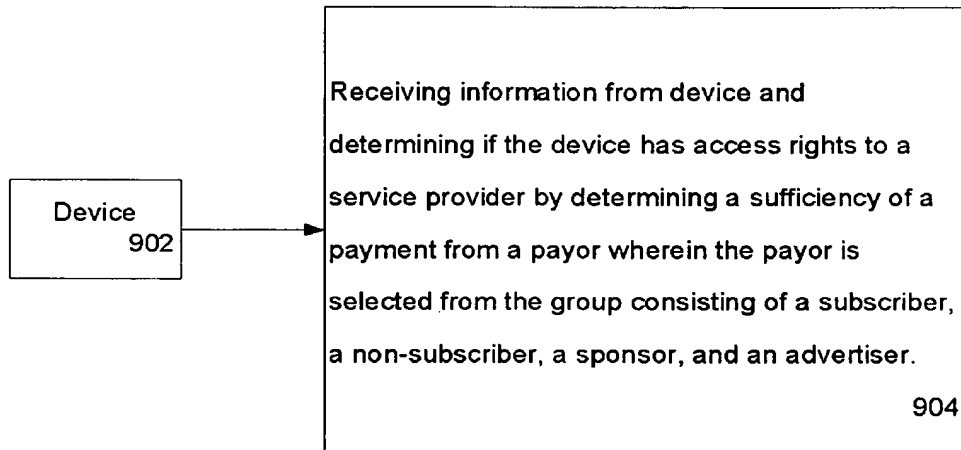 Device
902
Receiving information from device and
determining if the device has access rights to a
service provider by determining a sufficiency of a
payment from a payor wherein the payor is
selected from the group consisting of a subscriber,
a non-subscriber, a sponsor, and an advertiser.
904